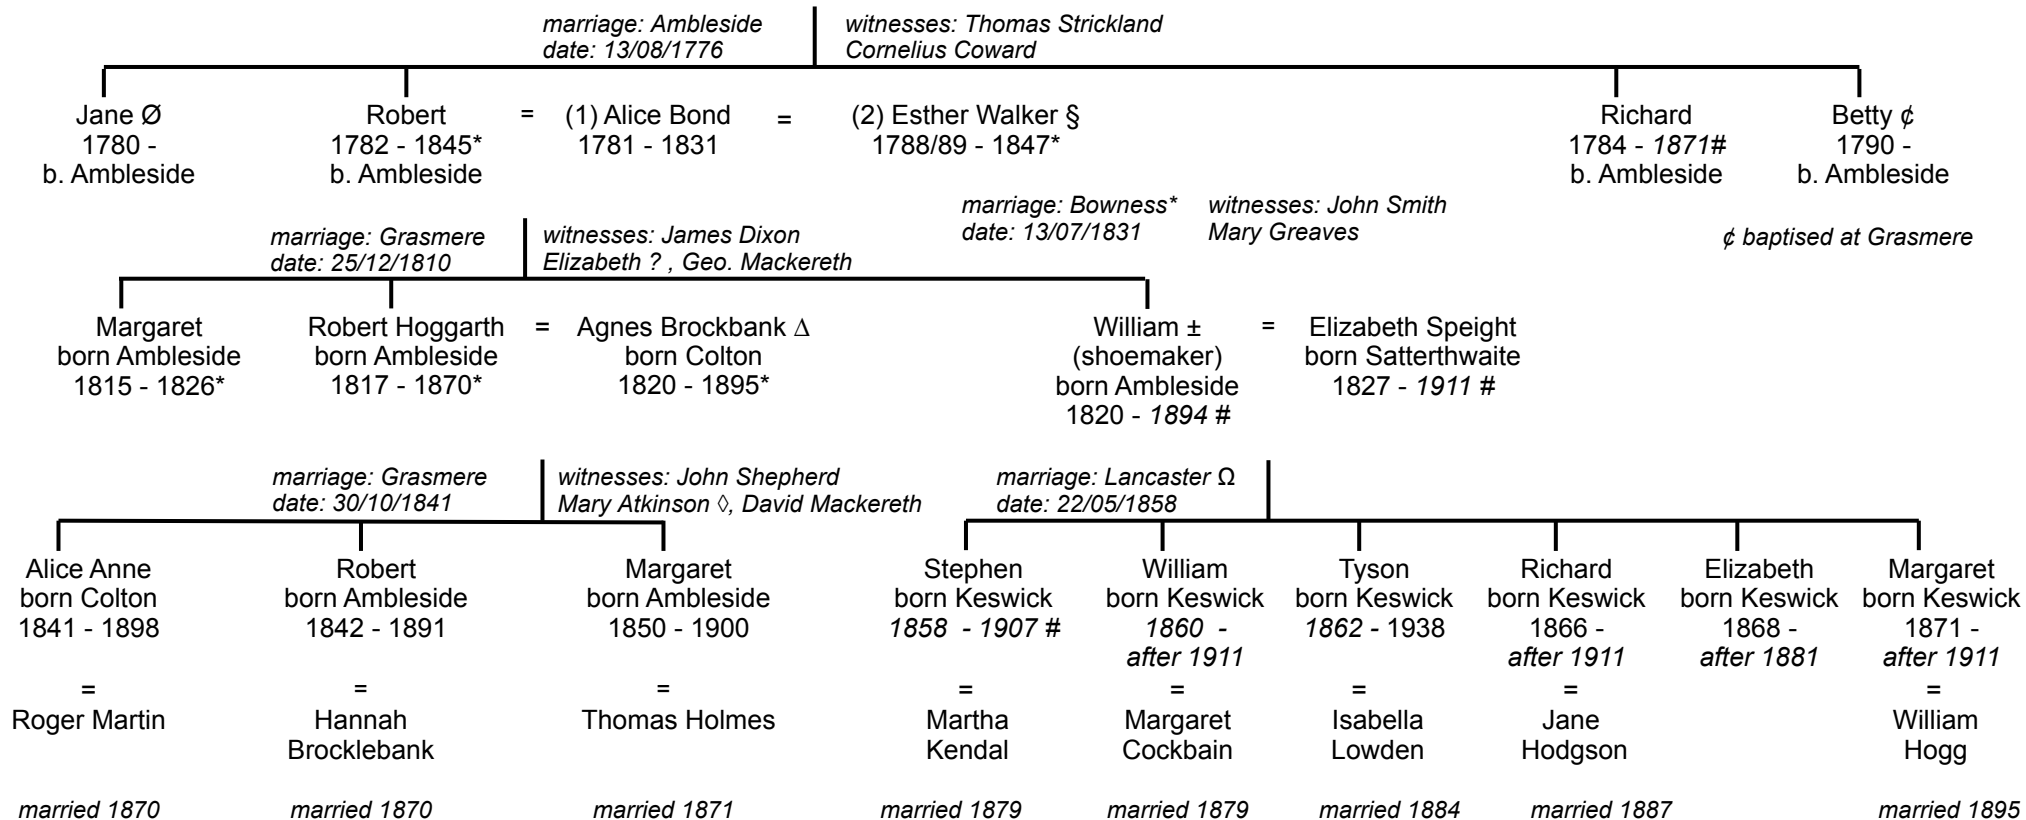 marriage: Ambleside
date: 13/08/1776
witnesses: Thomas Strickland
Cornelius Coward
Jane Ø
1780 -
b. Ambleside
Robert
1782 - 1845*
b. Ambleside
=
(1) Alice Bond
1781 - 1831
=
(2) Esther Walker §
1788/89 - 1847*
Richard
1784 - 1871#
b. Ambleside
Betty ¢
1790 -
b. Ambleside
marriage: Bowness*
date: 13/07/1831
witnesses: John Smith
Mary Greaves
¢ baptised at Grasmere
marriage: Grasmere
date: 25/12/1810
witnesses: James Dixon
Elizabeth ? , Geo. Mackereth
Margaret
born Ambleside
1815 - 1826*
Robert Hoggarth
born Ambleside
1817 - 1870*
=
Agnes Brockbank Δ
born Colton
1820 - 1895*
William ±
(shoemaker)
born Ambleside
1820 - 1894 #
=
Elizabeth Speight
born Satterthwaite
1827 - 1911 #
marriage: Grasmere
date: 30/10/1841
witnesses: John Shepherd
Mary Atkinson ◊, David Mackereth
marriage: Lancaster Ω
date: 22/05/1858
Alice Anne
born Colton
1841 - 1898
=
Roger Martin
married 1870
Robert
born Ambleside
1842 - 1891
=
Hannah
Brocklebank
married 1870
Margaret
born Ambleside
1850 - 1900
=
Thomas Holmes
married 1871
Stephen
born Keswick
1858 - 1907 #
=
Martha
Kendal
married 1879
William
born Keswick
1860 -
after 1911
=
Margaret
Cockbain
married 1879
Tyson
born Keswick
1862 - 1938
=
Isabella
Lowden
married 1884
Richard
born Keswick
1866 -
after 1911
=
Jane
Hodgson
married 1887
Elizabeth
born Keswick
1868 -
after 1881
Margaret
born Keswick
1871 -
after 1911
=
William
Hogg
married 1895